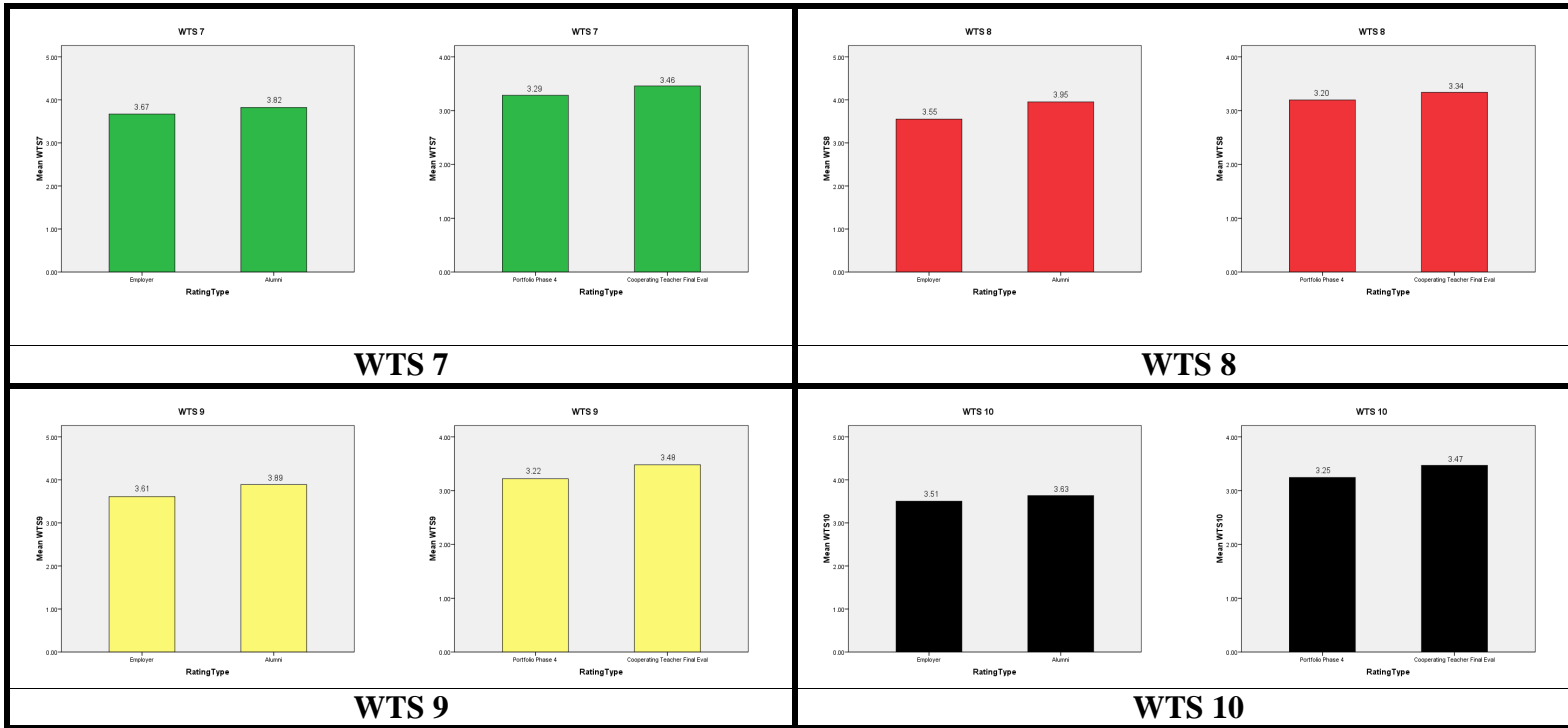 WTS 7
5.00
4.00
3.00
2.00
1.00
0.00
Mean WTS7
3.67
3.82
Employer
Alumni
RatingType
WTS 7
4.00
3.00
2.00
1.00
0.00
Mean WTS7
3.29
3.46
Portfolio Phase 4
Cooperating Teacher Final Eval
RatingType
WTS 7
WTS 8
5.00
4.00
3.00
2.00
1.00
0.00
Mean WTS8
3.55
3.95
Employer
Alumni
RatingType
WTS 8
4.00
3.00
2.00
1.00
0.00
Mean WTS8
3.20
3.34
Portfolio Phase 4
Cooperating Teacher Final Eval
RatingType
WTS 8
WTS 9
5.00
4.00
3.00
2.00
1.00
0.00
Mean WTS9
3.61
3.89
Employer
Alumni
RatingType
WTS 9
4.00
3.00
2.00
1.00
0.00
Mean WTS9
3.22
3.48
Portfolio Phase 4
Cooperating Teacher Final Eval
RatingType
WTS 9
WTS 10
5.00
4.00
3.00
2.00
1.00
0.00
Mean WTS10
3.51
3.63
Employer
Alumni
RatingType
WTS 10
4.00
3.00
2.00
1.00
0.00
Mean WTS10
3.25
3.47
Portfolio Phase 4
Cooperating Teacher Final Eval
RatingType
WTS 10